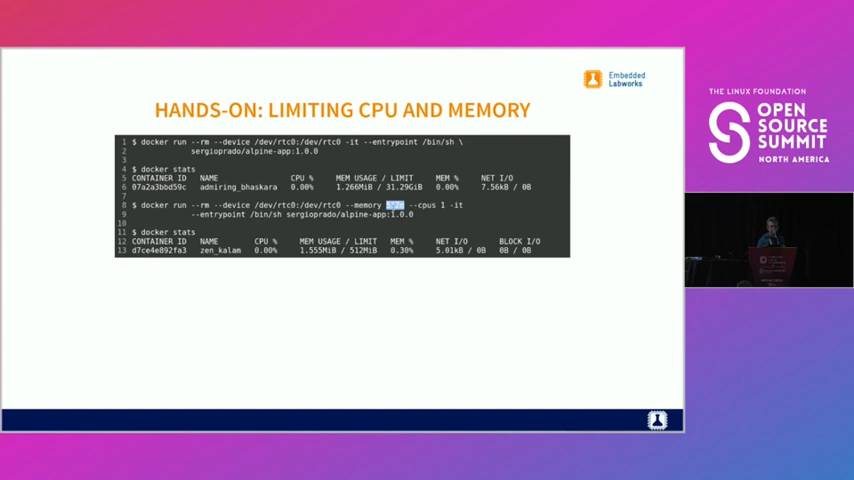 Embedded
Labworks
HANDS-ON: LIMITING CPU AND MEMORY
1 $ docker run --rm --device /dev/rtc0:/dev/rtc0 -it --entrypoint /bin/sh \
2 sergioprado/alpine-app:1.0.0
3
4 $ docker stats
5 CONTAINER ID NAME CPU % MEM USAGE / LIMIT MEM % NET I/O
6 07a2a3bbd59c admiring_bhaskara 0.00% 1.266MiB / 31.29GiB 0.00% 7.56kB / 0B
7
8 $ docker run --rm --device /dev/rtc0:/dev/rtc0 --memory --cpus 1 -it
9 --entrypoint /bin/sh sergioprado/alpine-app:1.0.0
10
11 $ docker stats
12 CONTAINER ID NAME CPU % MEM USAGE / LIMIT MEM % NET I/O BLOCK I/O
13 d7ce4e892fa3 zen_kalam 0.00% 1.555MiB / 512MiB 0.30% 5.01kB / 0B 0B / 0B
THE LINUX FOUNDATION
OPEN
SOURCE
SUMMIT
NORTH AMERICA